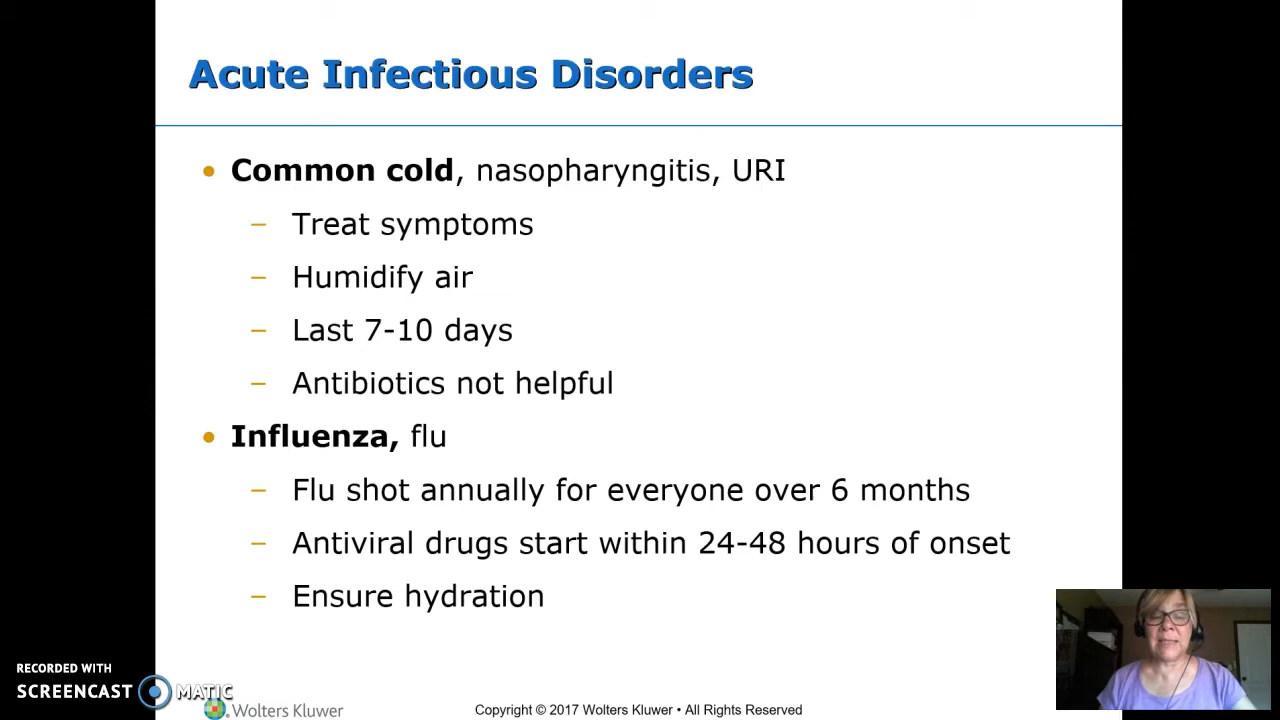 Acute Infectious Disorders
• Common cold, nasopharyngitis, URI
– Treat symptoms
– Humidify air
– Last 7-10 days
– Antibiotics not helpful
• Influenza, flu
– Flu shot annually for everyone over 6 months
– Antiviral drugs start within 24-48 hours of onset
– Ensure hydration
RECORDED WITH
SCREENCAST MATIC
Wolters Kluwer
Copyright © 2017 Wolters Kluwer • All Rights Reserved